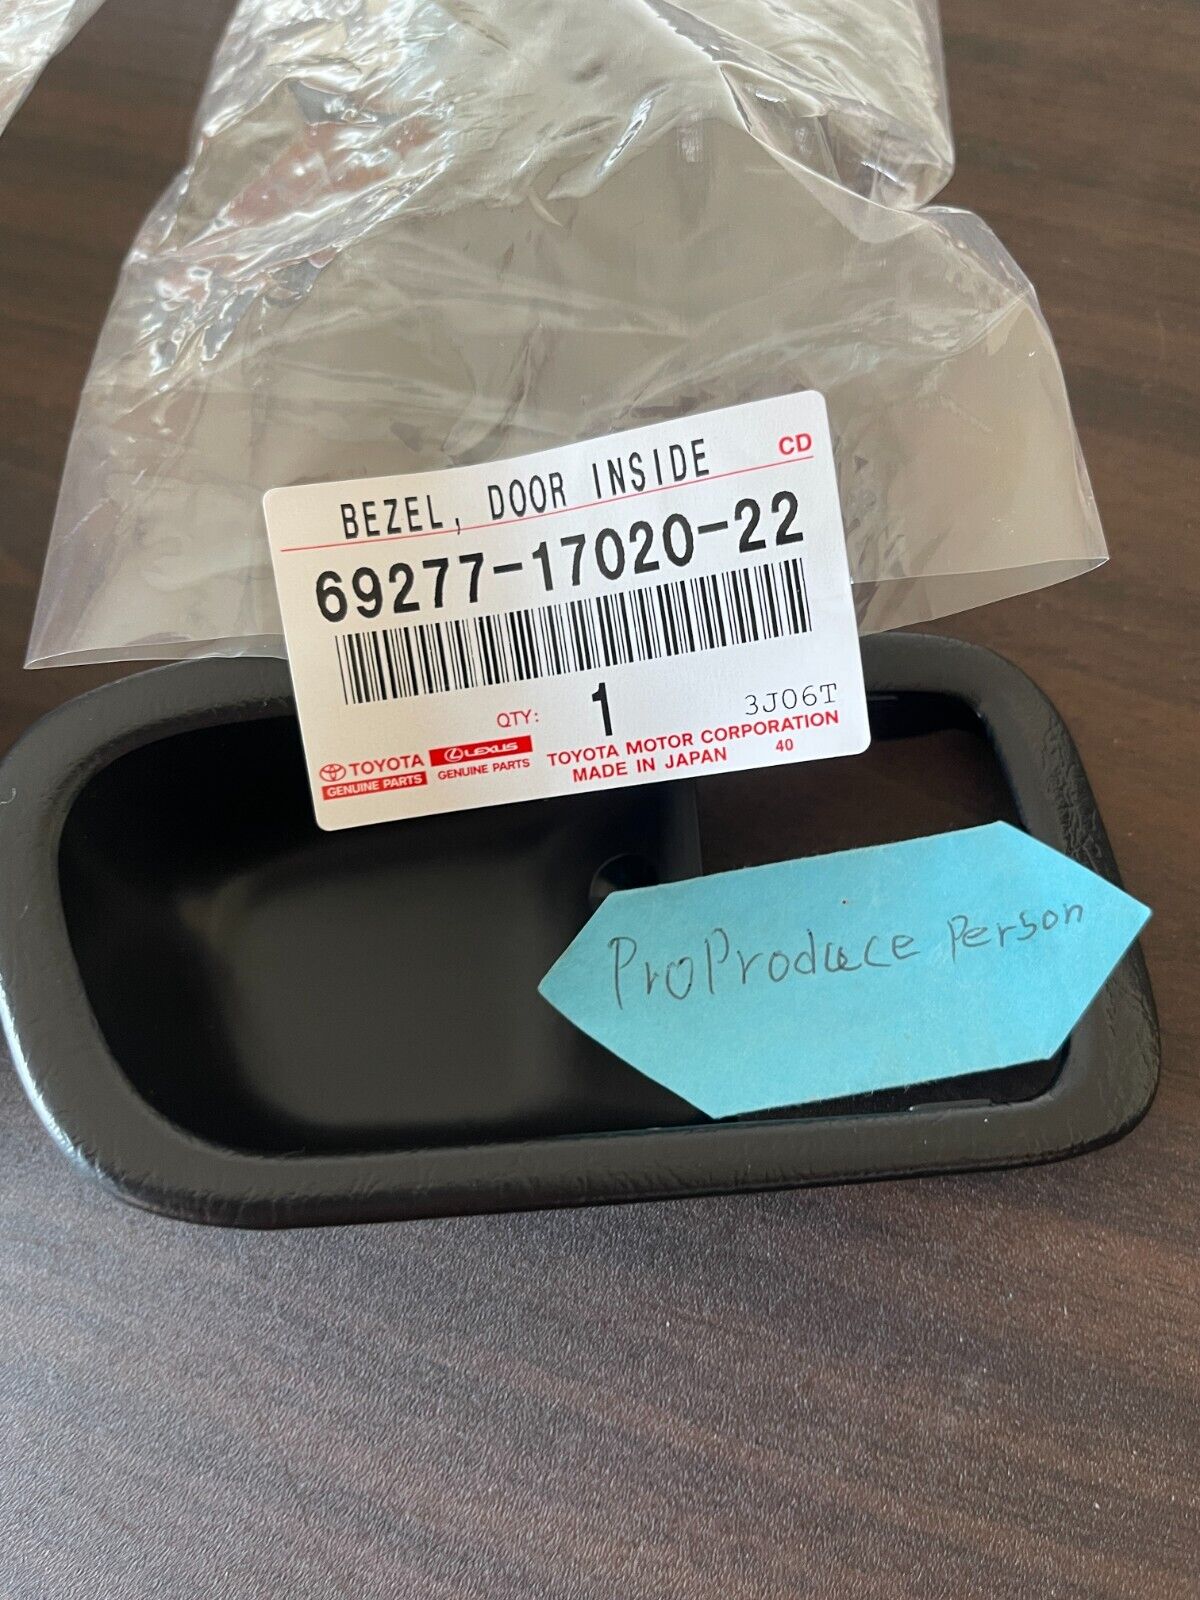 BEZEL, DOOR INSIDE CD
69277-17020-22
QTY: 1 3J06T
TOYOTA LEXUS TOYOTA MOTOR CORPORATION
GENUINE PARTS GENUINE PARTS MADE IN JAPAN 40
ProProduce Person